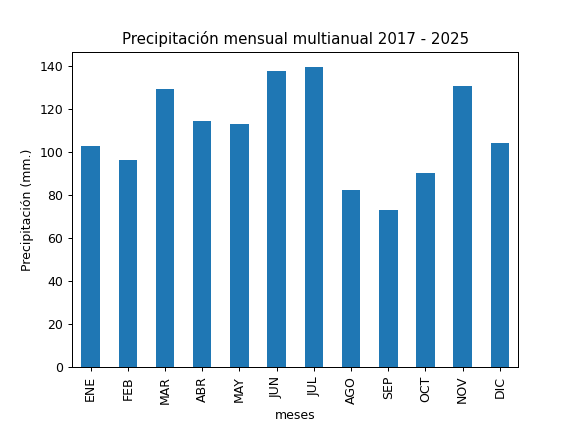 Precipitación mensual multianual 2017 - 2025
Precipitación (mm.)
140
120
100
80
60
40
20
0
ENE
FEB
MAR
ABR
MAY
JUN
JUL
AGO
SEP
OCT
NOV
DIC
meses